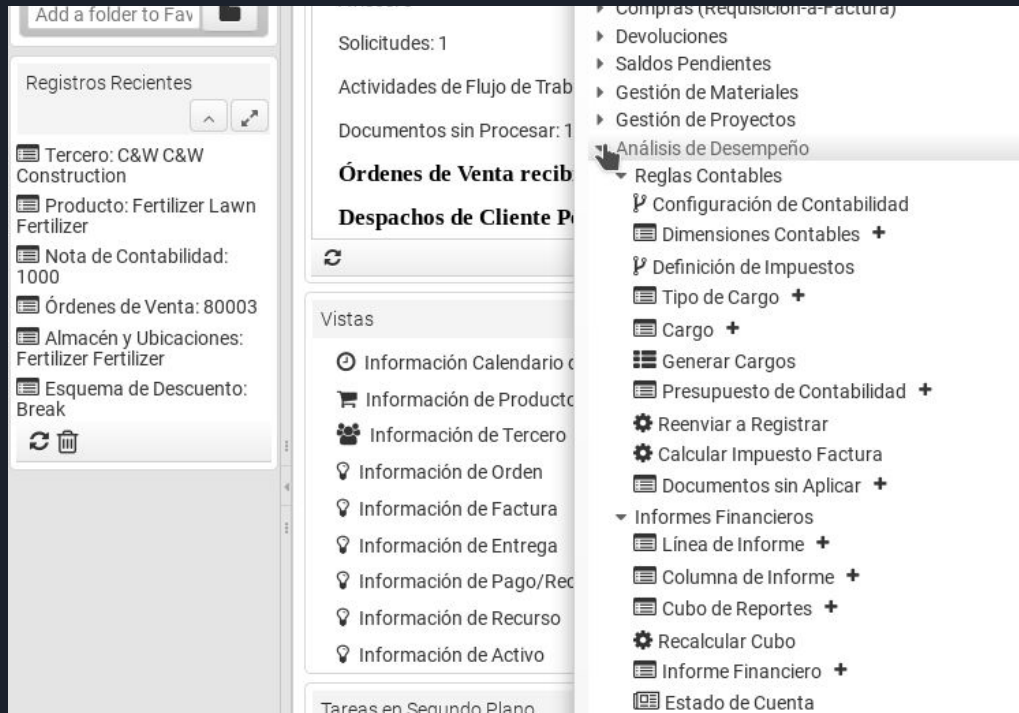 Add a folder to Fav
Registros Recientes
Tercero: C&W C&W
Construction
Producto: Fertilizer Lawn
Fertilizer
Nota de Contabilidad:
1000
Órdenes de Venta: 80003
Almacén y Ubicaciones:
Fertilizer Fertilizer
Esquema de Descuento:
Break
Solicitudes: 1
Actividades de Flujo de Trab
Documentos sin Procesar: 1
Órdenes de Venta recib
Despachos de Cliente P
Vistas
Información Calendario
Información de Producto
Información de Tercero
Información de Orden
Información de Factura
Información de Entrega
Información de Pago/Rec
Información de Recurso
Información de Activo
Tareas en Segundo Plano
Compras (Requisición-a-Factura)
Devoluciones
Saldos Pendientes
Gestión de Materiales
Gestión de Proyectos
Análisis de Desempeño
Reglas Contables
Configuración de Contabilidad
Dimensiones Contables +
Definición de Impuestos
Tipo de Cargo +
Cargo +
Generar Cargos
Presupuesto de Contabilidad +
Reenviar a Registrar
Calcular Impuesto Factura
Documentos sin Aplicar +
Informes Financieros
Línea de Informe +
Columna de Informe +
Cubo de Reportes +
Recalcular Cubo
Informe Financiero +
Estado de Cuenta